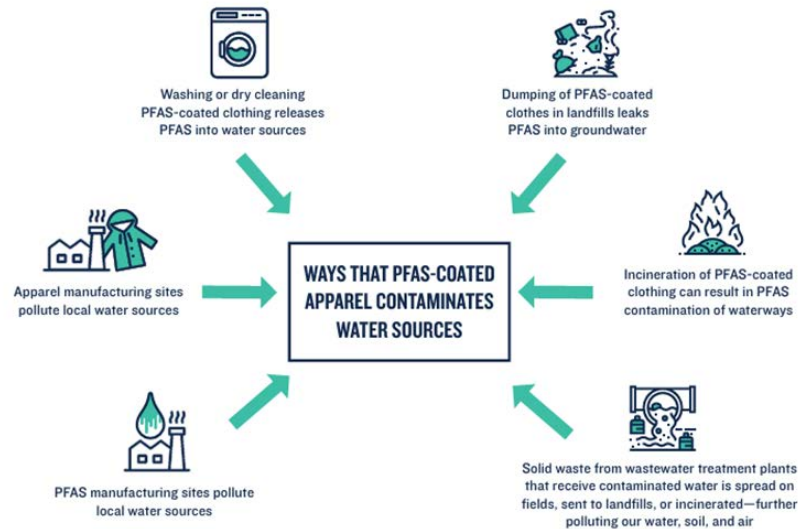 Washing or dry cleaning
PFAS-coated clothing releases
PFAS into water sources
Dumping of PFAS-coated
clothes in landfills leaks
PFAS into groundwater
Apparel manufacturing sites
pollute local water sources
WAYS THAT PFAS-COATED
APPAREL CONTAMINATES
WATER SOURCES
Incineration of PFAS-coated
clothing can result in PFAS
contamination of waterways
PFAS manufacturing sites pollute
local water sources
Solid waste from wastewater treatment plants
that receive contaminated water is spread on
fields, sent to landfills, or incinerated—further
polluting our water, soil, and air